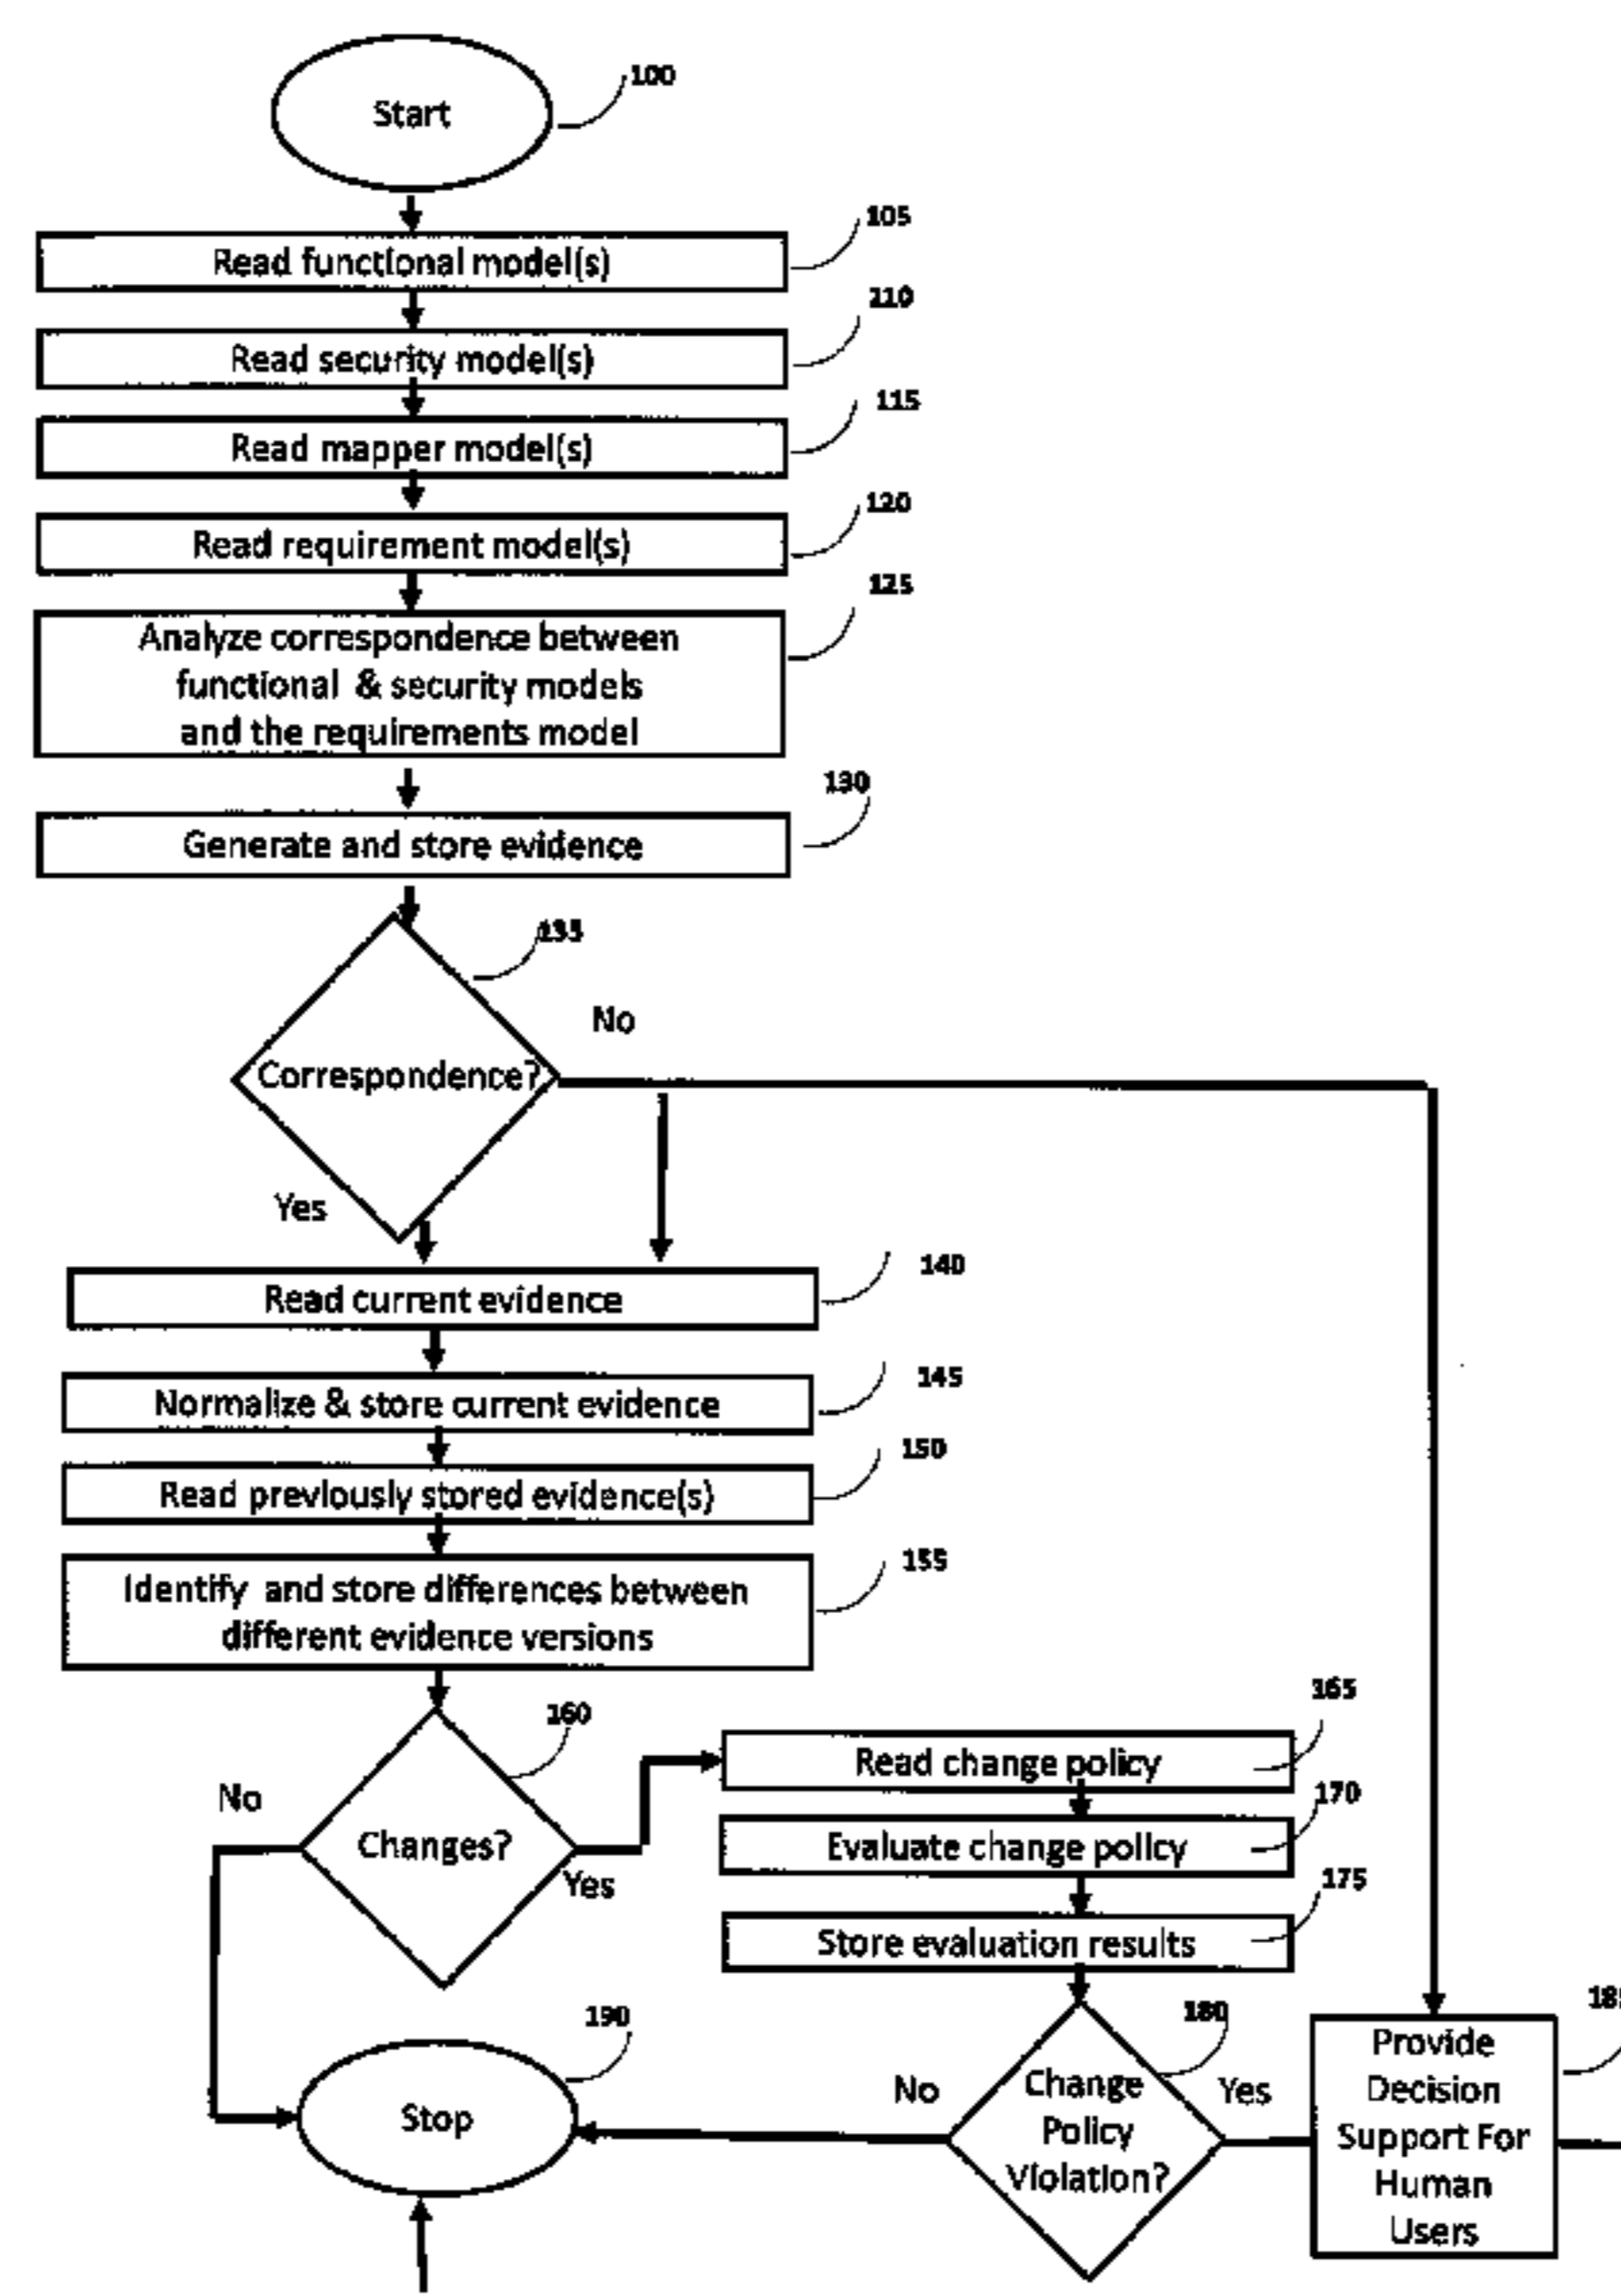 Start
100
Read functional model(s)
105
Read security model(s)
110
Read mapper model(s)
115
Read requirement model(s)
120
Analyze correspondence between
functional & security models
and the requirements model
125
Generate and store evidence
130
Correspondence?
135
No
Yes
Read current evidence
140
Normalize & store current evidence
145
Read previously stored evidence(s)
150
Identify and store differences between
different evidence versions
155
Changes?
160
No
Yes
Read change policy
165
Evaluate change policy
170
Store evaluation results
175
Change
Policy
Violation?
180
No
Yes
Provide
Decision
Support For
Human
Users
Stop
190